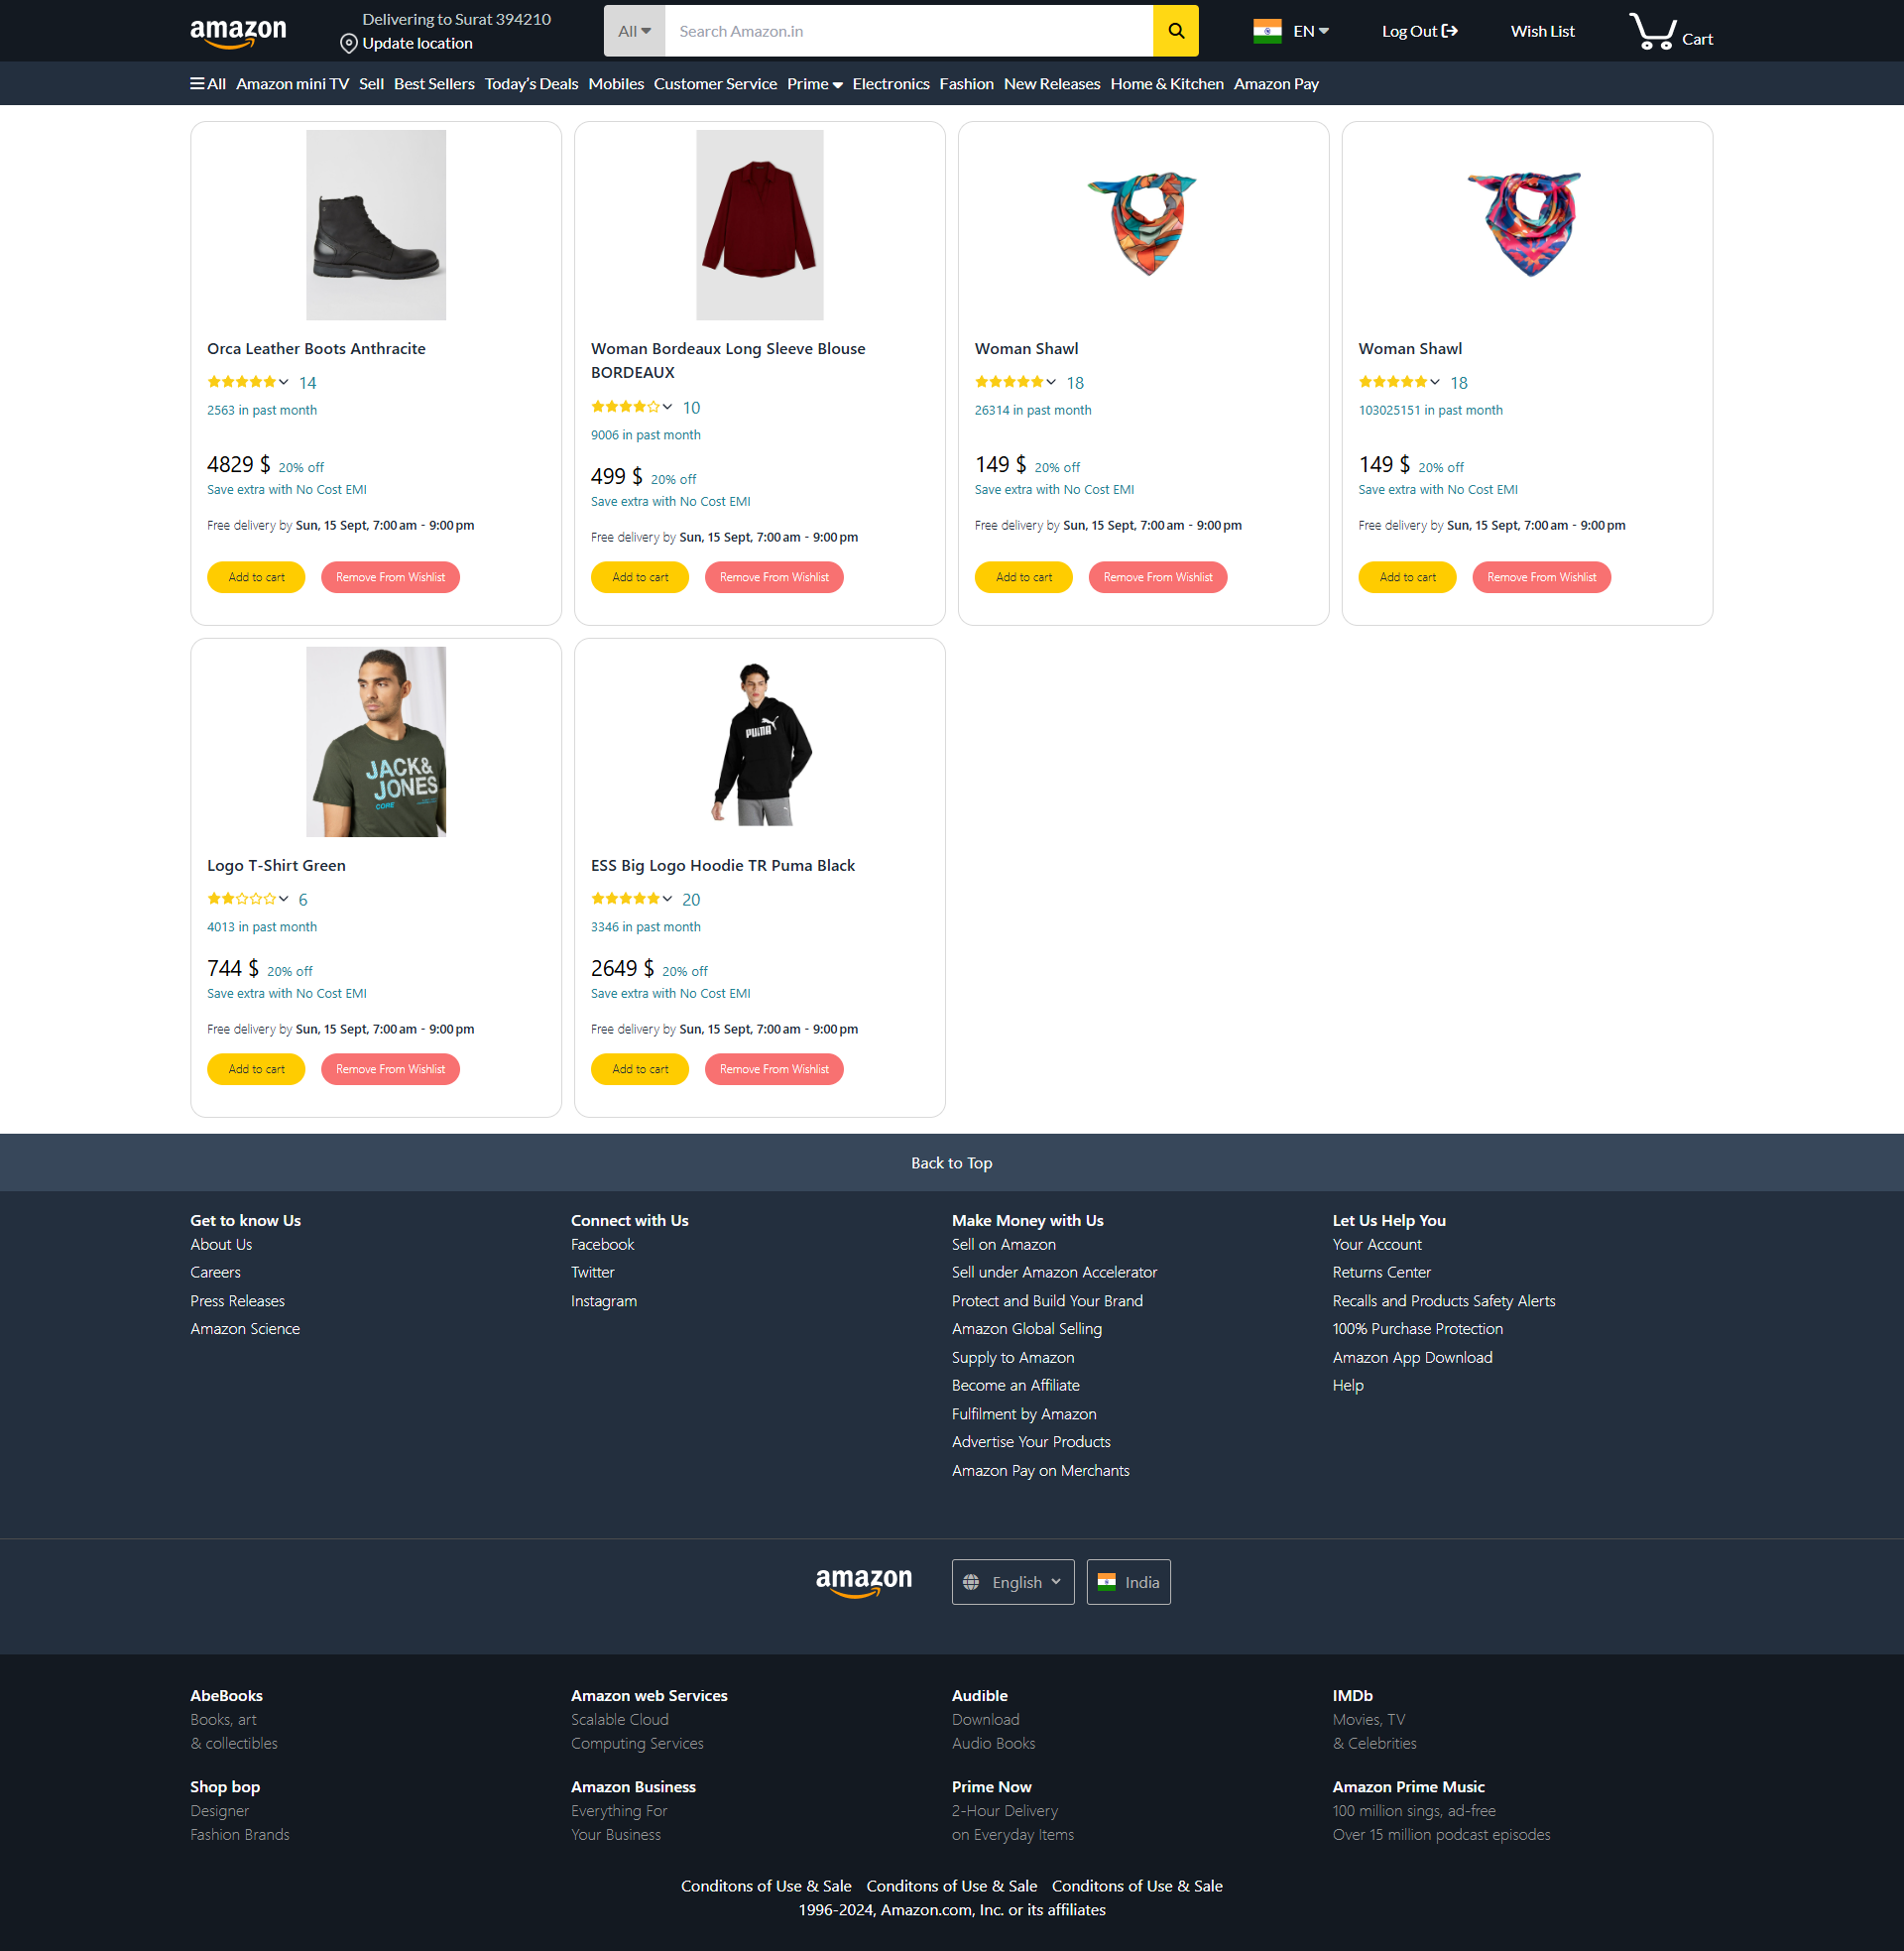 amazon
Delivering to Surat 394210
Update location
All
Search Amazon.in
EN
Log Out
Wish List
Cart
All Amazon mini TV Sell Best Sellers Today's Deals Mobiles Customer Service Prime Electronics Fashion New Releases Home & Kitchen Amazon Pay
Orca Leather Boots Anthracite
14
2563 in past month
4829 $ 20% off
Save extra with No Cost EMI
Free delivery by Sun, 15 Sept, 7:00 am - 9:00 pm
Add to cart Remove From Wishlist
Woman Bordeaux Long Sleeve Blouse
BORDEAUX
10
9006 in past month
499 $ 20% off
Save extra with No Cost EMI
Free delivery by Sun, 15 Sept, 7:00 am - 9:00 pm
Add to cart Remove From Wishlist
Woman Shawl
18
26314 in past month
149 $ 20% off
Save extra with No Cost EMI
Free delivery by Sun, 15 Sept, 7:00 am - 9:00 pm
Add to cart Remove From Wishlist
Woman Shawl
18
103025151 in past month
149 $ 20% off
Save extra with No Cost EMI
Free delivery by Sun, 15 Sept, 7:00 am - 9:00 pm
Add to cart Remove From Wishlist
JACK&
JONES
CORE
Logo T-Shirt Green
6
4013 in past month
744 $ 20% off
Save extra with No Cost EMI
Free delivery by Sun, 15 Sept, 7:00 am - 9:00 pm
Add to cart Remove From Wishlist
PUMA
ESS Big Logo Hoodie TR Puma Black
20
3346 in past month
2649 $ 20% off
Save extra with No Cost EMI
Free delivery by Sun, 15 Sept, 7:00 am - 9:00 pm
Add to cart Remove From Wishlist
Back to Top
Get to know Us
About Us
Careers
Press Releases
Amazon Science
Connect with Us
Facebook
Twitter
Instagram
Make Money with Us
Sell on Amazon
Sell under Amazon Accelerator
Protect and Build Your Brand
Amazon Global Selling
Supply to Amazon
Become an Affiliate
Fulfilment by Amazon
Advertise Your Products
Amazon Pay on Merchants
Let Us Help You
Your Account
Returns Center
Recalls and Products Safety Alerts
100% Purchase Protection
Amazon App Download
Help
amazon
English
India
AbeBooks
Books, art
& collectibles
Amazon web Services
Scalable Cloud
Computing Services
Audible
Download
Audio Books
IMDb
Movies, TV
& Celebrities
Shop bop
Designer
Fashion Brands
Amazon Business
Everything For
Your Business
Prime Now
2-Hour Delivery
on Everyday Items
Amazon Prime Music
100 million sings, ad-free
Over 15 million podcast episodes
Conditons of Use & Sale Conditons of Use & Sale Conditons of Use & Sale
1996-2024, Amazon.com, Inc. or its affiliates